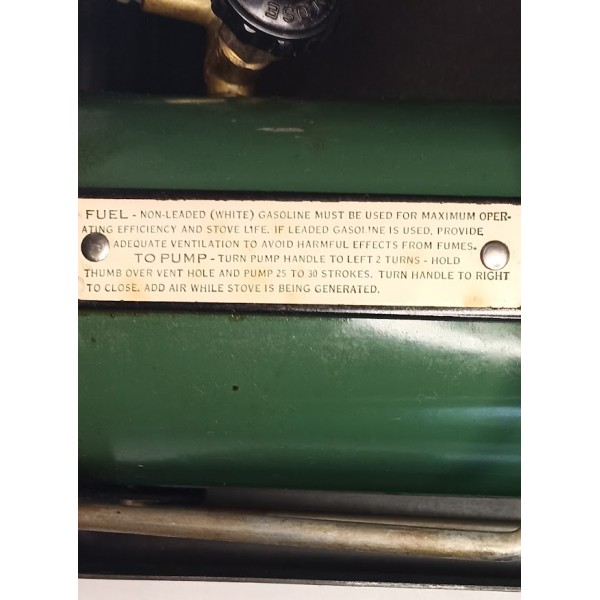 CLOSE
FUEL - NON-LEADED (WHITE) GASOLINE MUST BE USED FOR MAXIMUM OPER-
ATING EFFICIENCY AND STOVE LIFE. IF LEADED GASOLINE IS USED, PROVIDE
ADEQUATE VENTILATION TO AVOID HARMFUL EFFECTS FROM FUMES.
TO PUMP - TURN PUMP HANDLE TO LEFT 2 TURNS - HOLD
THUMB OVER VENT HOLE AND PUMP 25 TO 30 STROKES. TURN HANDLE TO RIGHT
TO CLOSE. ADD AIR WHILE STOVE IS BEING GENERATED.